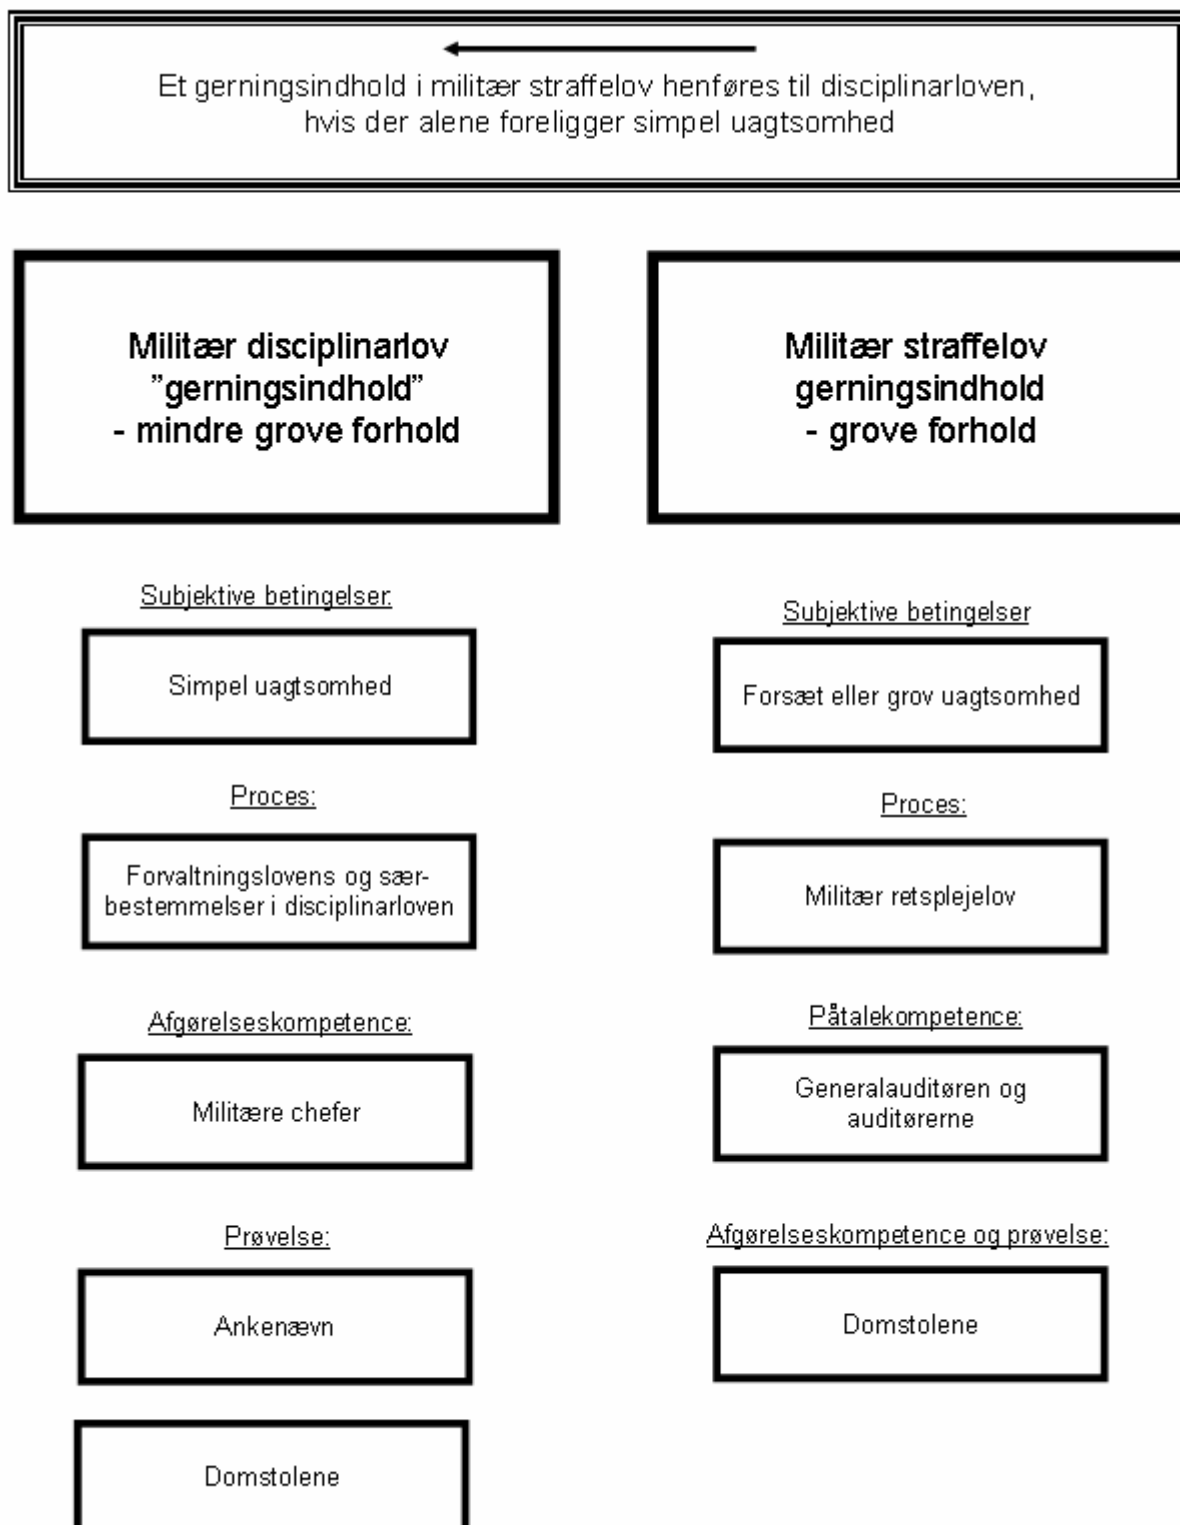 Et gerningsindhold i militær straffelov henføres til disciplinarloven,
hvis der alene foreligger simpel uagtsomhed
Militær disciplinarlov
”gerningsindhold”
- mindre grove forhold
Subjektive betingelser:
Simpel uagtsomhed
Proces:
Forvaltningslovens og sær-
bestemmelser i disciplinarloven
Afgørelseskompetence:
Militære chefer
Prøvelse:
Ankenævn
Domstolene
Militær straffelov
gerningsindhold
- grove forhold
Subjektive betingelser
Forsæt eller grov uagtsomhed
Proces:
Militær retsplejelov
Påtalekompetence:
Generalauditøren og
auditørerne
Afgørelseskompetence og prøvelse:
Domstolene